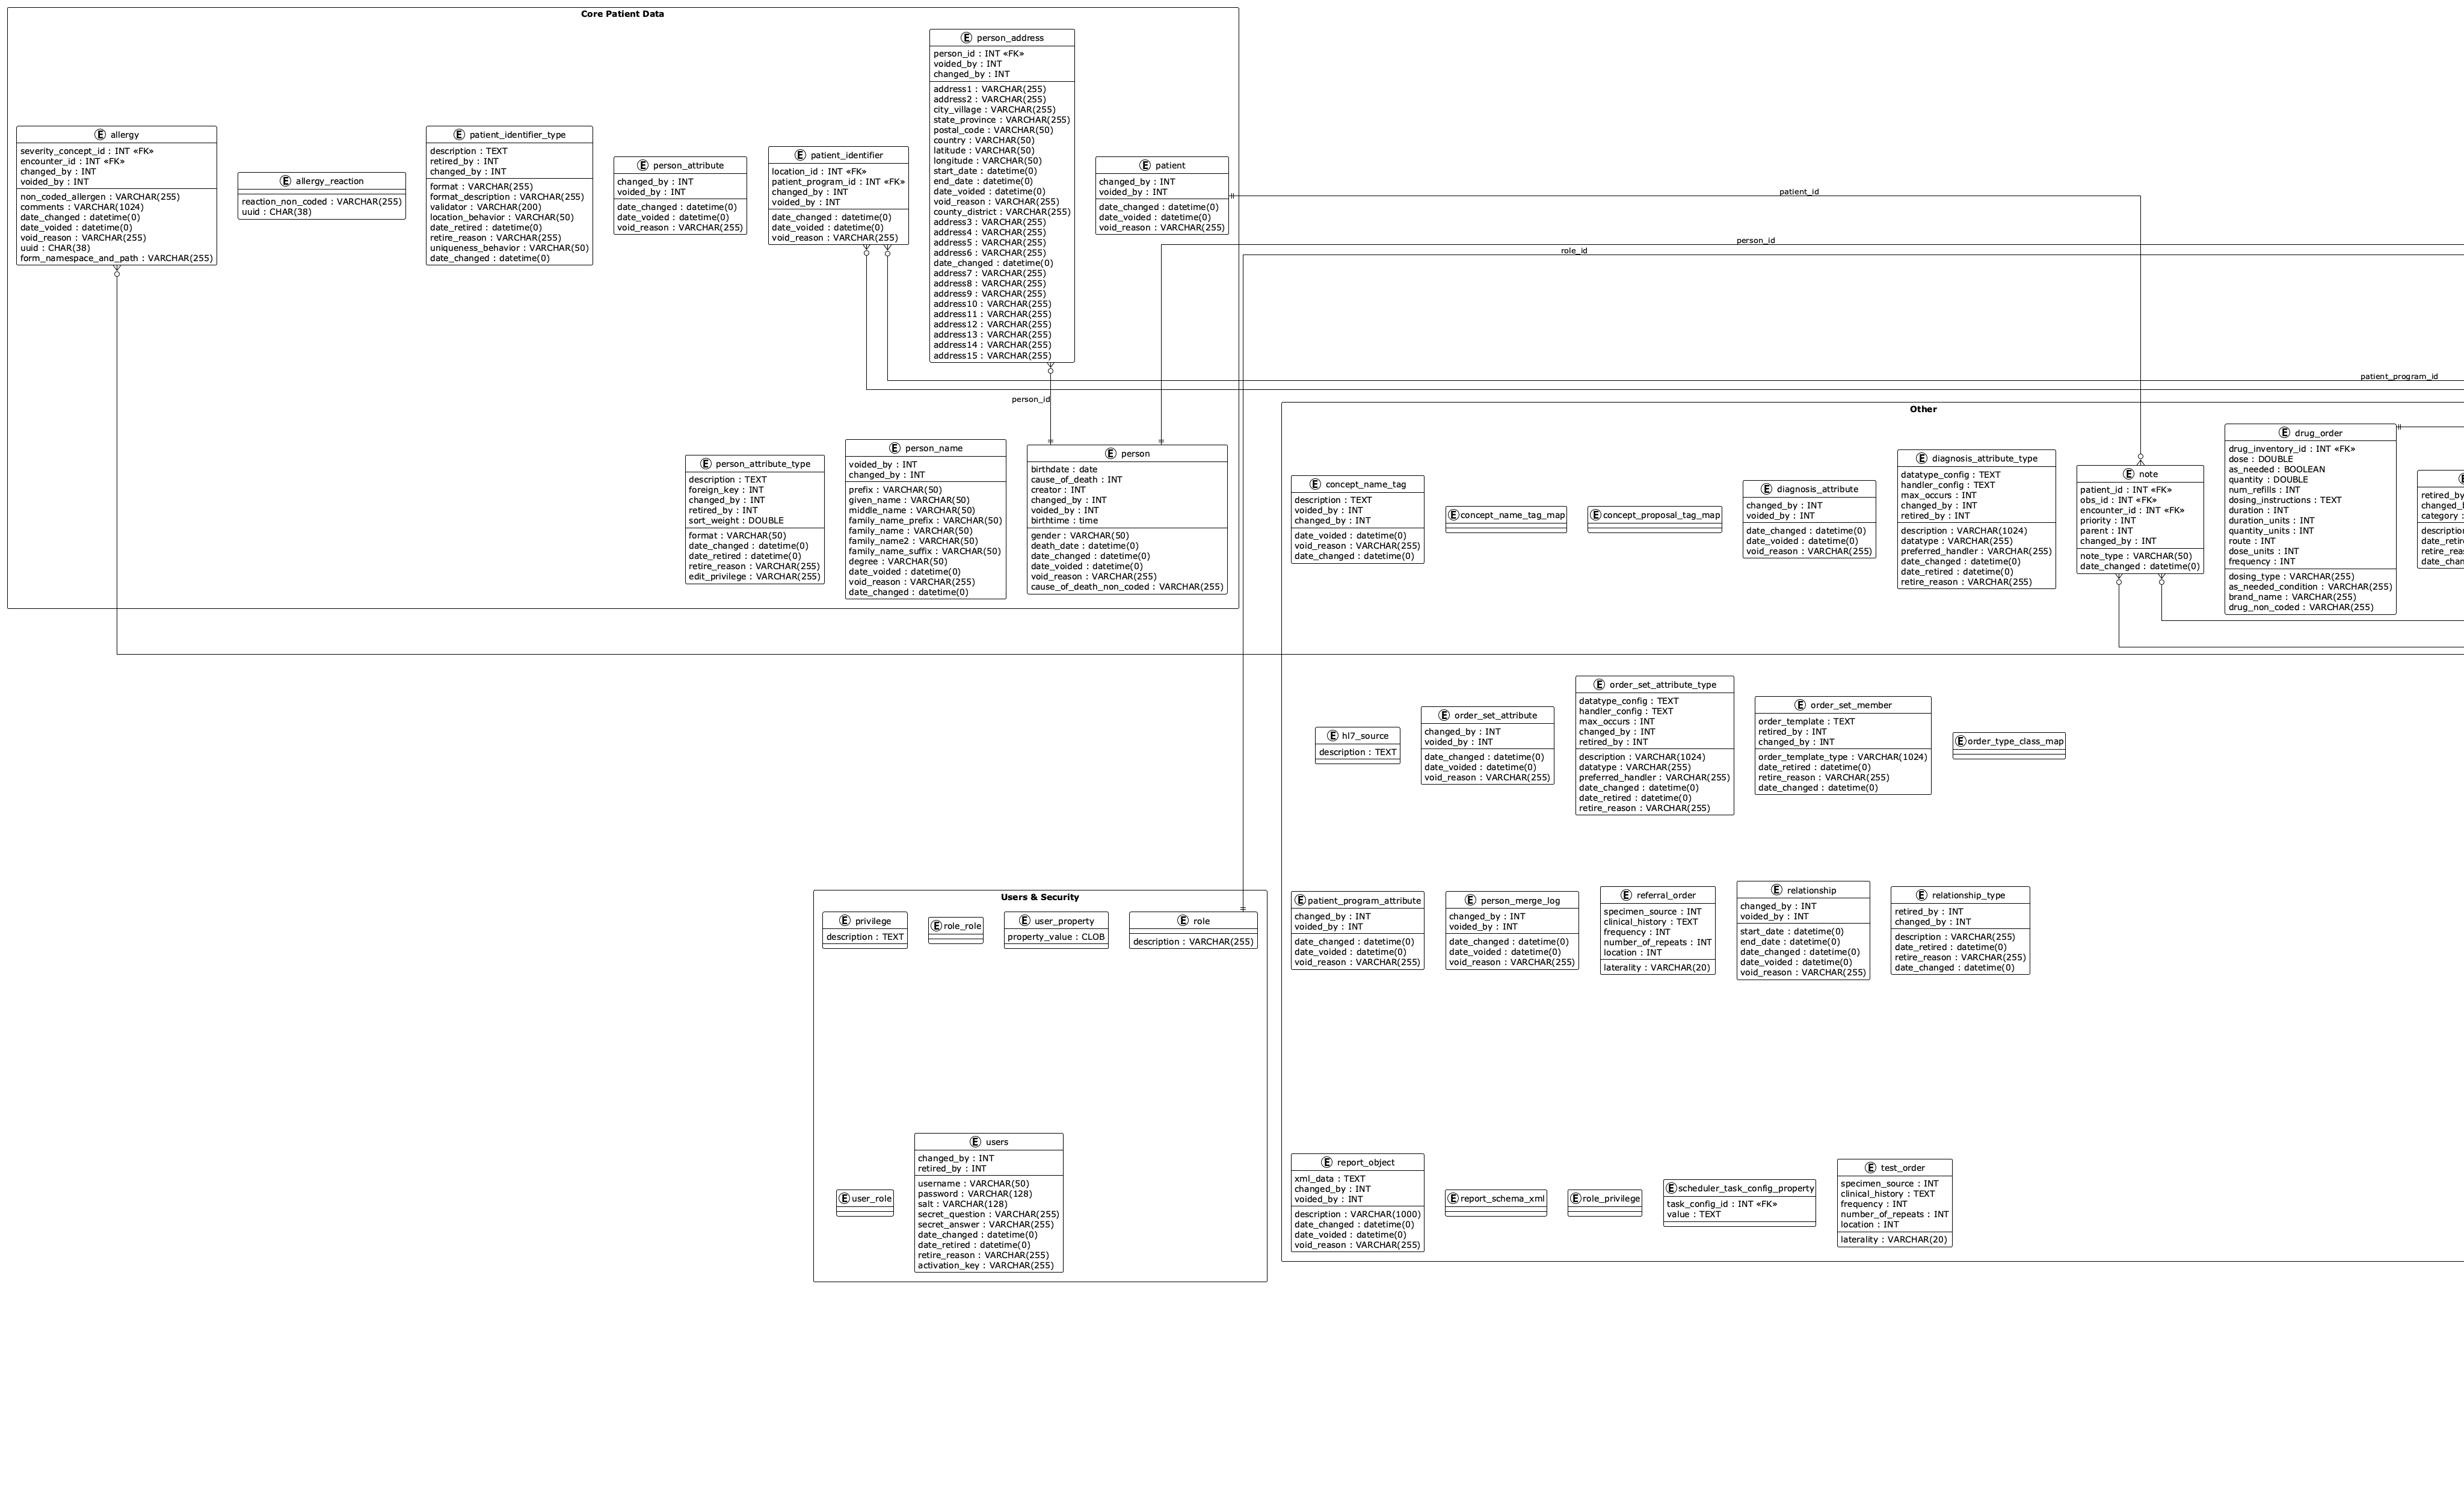 Core Patient Data
person_address
person_id : INT «FK»
voided_by : INT
changed_by : INT
address1 : VARCHAR(255)
address2 : VARCHAR(255)
city_village : VARCHAR(255)
state_province : VARCHAR(255)
postal_code : VARCHAR(50)
country : VARCHAR(50)
latitude : VARCHAR(50)
longitude : VARCHAR(50)
start_date : datetime(0)
end_date : datetime(0)
date_voided : datetime(0)
void_reason : VARCHAR(255)
county_district : VARCHAR(255)
address3 : VARCHAR(255)
address4 : VARCHAR(255)
address5 : VARCHAR(255)
address6 : VARCHAR(255)
date_changed : datetime(0)
address7 : VARCHAR(255)
address8 : VARCHAR(255)
address9 : VARCHAR(255)
address10 : VARCHAR(255)
address11 : VARCHAR(255)
address12 : VARCHAR(255)
address13 : VARCHAR(255)
address14 : VARCHAR(255)
address15 : VARCHAR(255)
allergy
severity_concept_id : INT «FK»
encounter_id : INT «FK»
changed_by : INT
voided_by : INT
non_coded_allergen : VARCHAR(255)
comments : VARCHAR(1024)
date_changed : datetime(0)
date_voided : datetime(0)
void_reason : VARCHAR(255)
uuid : CHAR(38)
form_namespace_and_path : VARCHAR(255)
allergy_reaction
reaction_non_coded : VARCHAR(255)
uuid : CHAR(38)
patient_identifier_type
description : TEXT
retired_by : INT
changed_by : INT
format : VARCHAR(255)
format_description : VARCHAR(255)
validator : VARCHAR(200)
location_behavior : VARCHAR(50)
date_retired : datetime(0)
retire_reason : VARCHAR(255)
uniqueness_behavior : VARCHAR(50)
date_changed : datetime(0)
person_attribute
changed_by : INT
voided_by : INT
date_changed : datetime(0)
date_voided : datetime(0)
void_reason : VARCHAR(255)
patient_identifier
location_id : INT «FK»
patient_program_id : INT «FK»
changed_by : INT
voided_by : INT
date_changed : datetime(0)
date_voided : datetime(0)
void_reason : VARCHAR(255)
patient
changed_by : INT
voided_by : INT
date_changed : datetime(0)
date_voided : datetime(0)
void_reason : VARCHAR(255)
patient_id
person_id
role_id
patient_program_id
person_id
person_attribute_type
description : TEXT
foreign_key : INT
changed_by : INT
retired_by : INT
sort_weight : DOUBLE
format : VARCHAR(50)
date_changed : datetime(0)
date_retired : datetime(0)
retire_reason : VARCHAR(255)
edit_privilege : VARCHAR(255)
person_name
voided_by : INT
changed_by : INT
prefix : VARCHAR(50)
given_name : VARCHAR(50)
middle_name : VARCHAR(50)
family_name_prefix : VARCHAR(50)
family_name : VARCHAR(50)
family_name2 : VARCHAR(50)
family_name_suffix : VARCHAR(50)
degree : VARCHAR(50)
date_voided : datetime(0)
void_reason : VARCHAR(255)
date_changed : datetime(0)
person
birthdate : date
cause_of_death : INT
creator : INT
changed_by : INT
voided_by : INT
birthtime : time
gender : VARCHAR(50)
death_date : datetime(0)
date_changed : datetime(0)
date_voided : datetime(0)
void_reason : VARCHAR(255)
cause_of_death_non_coded : VARCHAR(255)
Other
concept_name_tag
description : TEXT
voided_by : INT
changed_by : INT
date_voided : datetime(0)
void_reason : VARCHAR(255)
date_changed : datetime(0)
concept_name_tag_map
concept_proposal_tag_map
diagnosis_attribute
changed_by : INT
voided_by : INT
date_changed : datetime(0)
date_voided : datetime(0)
void_reason : VARCHAR(255)
diagnosis_attribute_type
datatype_config : TEXT
handler_config : TEXT
max_occurs : INT
changed_by : INT
retired_by : INT
description : VARCHAR(1024)
datatype : VARCHAR(255)
preferred_handler : VARCHAR(255)
date_changed : datetime(0)
date_retired : datetime(0)
retire_reason : VARCHAR(255)
note
patient_id : INT «FK»
obs_id : INT «FK»
encounter_id : INT «FK»
priority : INT
parent : INT
changed_by : INT
note_type : VARCHAR(50)
date_changed : datetime(0)
drug_order
drug_inventory_id : INT «FK»
dose : DOUBLE
as_needed : BOOLEAN
quantity : DOUBLE
num_refills : INT
dosing_instructions : TEXT
duration : INT
duration_units : INT
quantity_units : INT
route : INT
dose_units : INT
frequency : INT
dosing_type : VARCHAR(255)
as_needed_condition : VARCHAR(255)
brand_name : VARCHAR(255)
drug_non_coded : VARCHAR(255)
retired_by
changed_b
category :
description
date_retire
retire_reas
date_chan
hl7_source
description : TEXT
order_set_attribute
changed_by : INT
voided_by : INT
date_changed : datetime(0)
date_voided : datetime(0)
void_reason : VARCHAR(255)
order_set_attribute_type
datatype_config : TEXT
handler_config : TEXT
max_occurs : INT
changed_by : INT
retired_by : INT
description : VARCHAR(1024)
datatype : VARCHAR(255)
preferred_handler : VARCHAR(255)
date_changed : datetime(0)
date_retired : datetime(0)
retire_reason : VARCHAR(255)
order_set_member
order_template : TEXT
retired_by : INT
changed_by : INT
order_template_type : VARCHAR(1024)
date_retired : datetime(0)
retire_reason : VARCHAR(255)
date_changed : datetime(0)
order_type_class_map
Users & Security
privilege
description : TEXT
role_role
user_property
property_value : CLOB
role
description : VARCHAR(255)
patient_program_attribute
changed_by : INT
voided_by : INT
date_changed : datetime(0)
date_voided : datetime(0)
void_reason : VARCHAR(255)
person_merge_log
changed_by : INT
voided_by : INT
date_changed : datetime(0)
date_voided : datetime(0)
void_reason : VARCHAR(255)
referral_order
specimen_source : INT
clinical_history : TEXT
frequency : INT
number_of_repeats : INT
location : INT
laterality : VARCHAR(20)
relationship
changed_by : INT
voided_by : INT
start_date : datetime(0)
end_date : datetime(0)
date_changed : datetime(0)
date_voided : datetime(0)
void_reason : VARCHAR(255)
relationship_type
retired_by : INT
changed_by : INT
description : VARCHAR(255)
date_retired : datetime(0)
retire_reason : VARCHAR(255)
date_changed : datetime(0)
user_role
users
changed_by : INT
retired_by : INT
username : VARCHAR(50)
password : VARCHAR(128)
salt : VARCHAR(128)
secret_question : VARCHAR(255)
secret_answer : VARCHAR(255)
date_changed : datetime(0)
date_retired : datetime(0)
retire_reason : VARCHAR(255)
activation_key : VARCHAR(255)
report_object
xml_data : TEXT
changed_by : INT
voided_by : INT
description : VARCHAR(1000)
date_changed : datetime(0)
date_voided : datetime(0)
void_reason : VARCHAR(255)
report_schema_xml
role_privilege
scheduler_task_config_property
task_config_id : INT «FK»
value : TEXT
test_order
specimen_source : INT
clinical_history : TEXT
frequency : INT
number_of_repeats : INT
location : INT
laterality : VARCHAR(20)